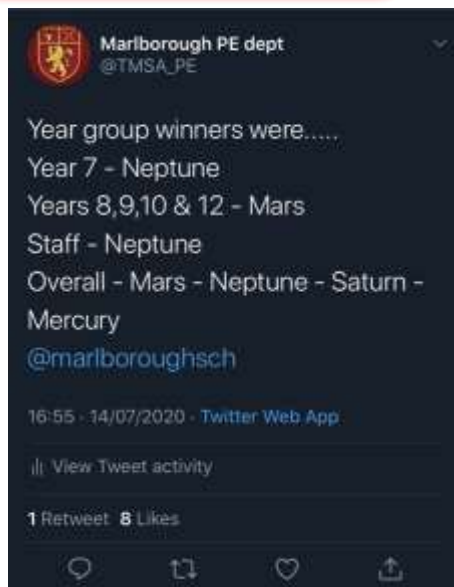 Marlborough PE dept
@TMSA_PE
Year group winners were.....
Year 7 - Neptune
Years 8,9,10 & 12 - Mars
Staff - Neptune
Overall - Mars - Neptune - Saturn -
Mercury
@marlboroughsch
16:55 · 14/07/2020 · Twitter Web App
View Tweet activity
1 Retweet 8 Likes